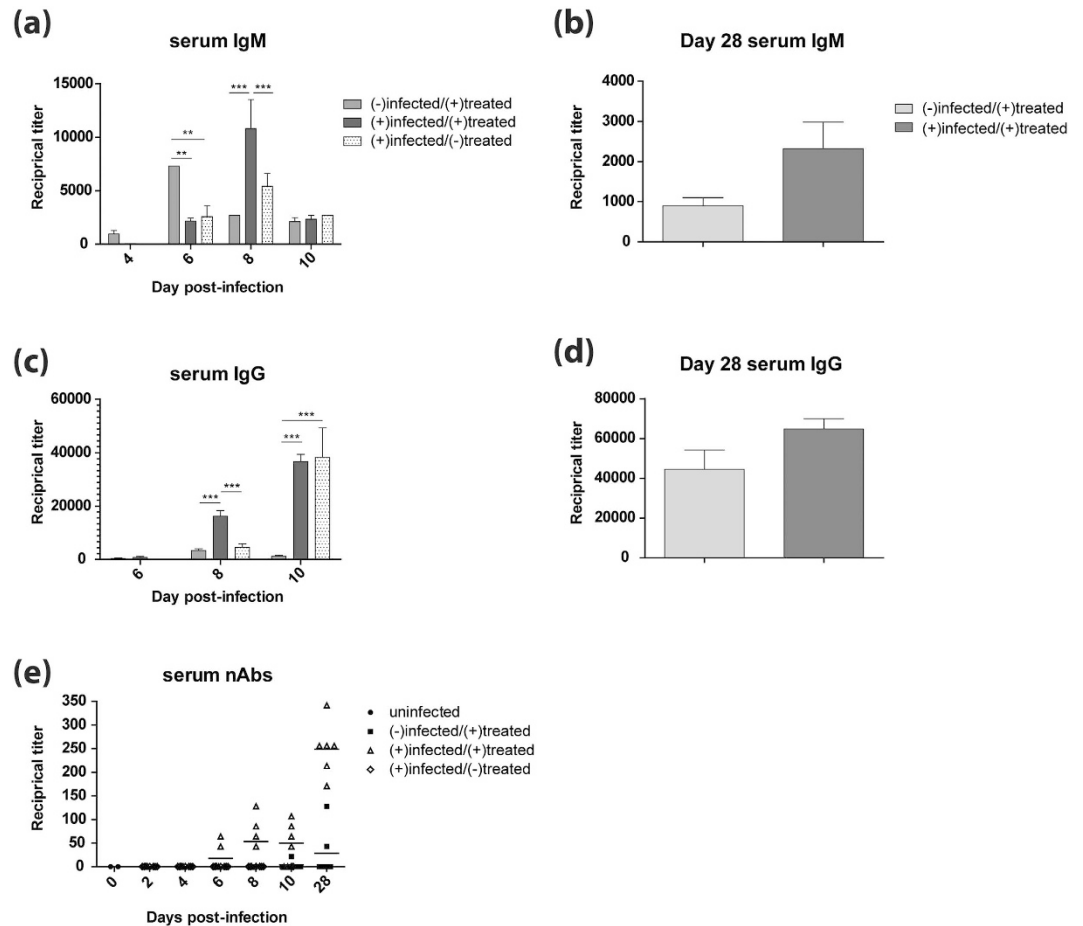 (a)
serum IgM
Reciprical titer
15000
10000
5000
0
*** ***
**
**
4 6 8 10
Day post-infection
(-)infected/(+)treated
(+)infected/(+)treated
(+)infected/(-)treated
(b)
Day 28 serum IgM
Reciprical titer
4000
3000
2000
1000
0
(-)infected/(+)treated
(+)infected/(+)treated
(c)
serum IgG
Reciprical titer
60000
40000
20000
0
***
***
***
***
6 8 10
Day post-infection
(d)
Day 28 serum IgG
Reciprical titer
80000
60000
40000
20000
0
(e)
serum nAbs
Reciprical titer
350
300
250
200
150
100
50
0
0 2 4 6 8 10 28
Days post-infection
uninfected
(-)infected/(+)treated
(+)infected/(+)treated
(+)infected/(-)treated